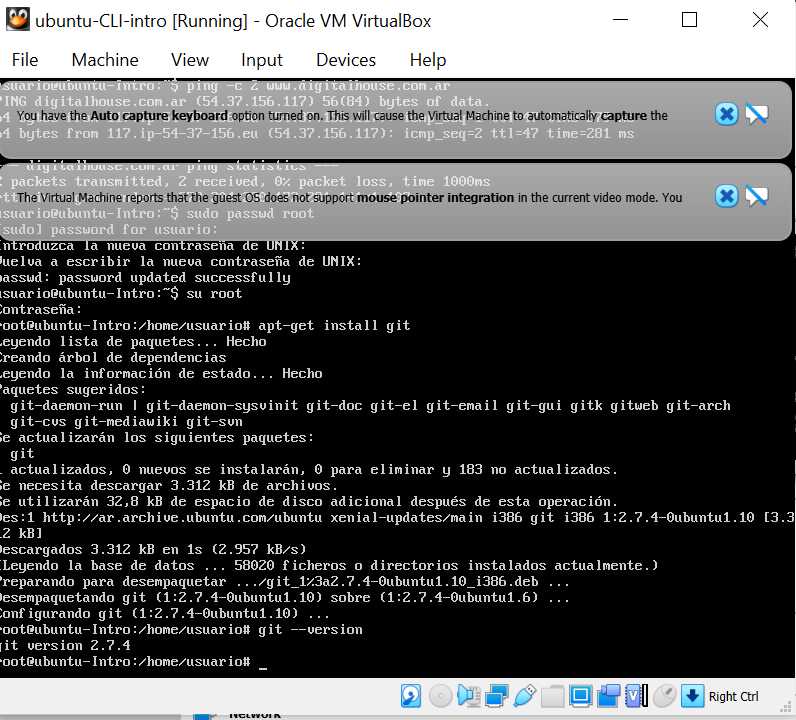 ubuntu-CLI-intro [Running] - Oracle VM VirtualBox
File Machine View Input Devices Help
usuario@ubuntu-Intro:~$ ping -c 2 www.digitalhouse.com.ar
PING digitalhouse.com.ar (54.37.156.117) 56(84) bytes of data.
You have the Auto capture keyboard option turned on. This will cause the Virtual Machine to automatically capture the
64 bytes from 117.ip-54-37-156.eu (54.37.156.117): icmp_seq=2 ttl=47 time=281 ms
--- digitalhouse.com.ar ping statistics ---
2 packets transmitted, 2 received, 0% packet loss, time 1000ms
The Virtual Machine reports that the guest OS does not support mouse pointer integration in the current video mode. You
usuario@ubuntu-Intro:~$ sudo passwd root
[sudo] password for usuario:
Introduzca la nueva contraseña de UNIX:
Vuelva a escribir la nueva contraseña de UNIX:
passwd: password updated successfully
usuario@ubuntu-Intro:~$ su root
Contraseña:
root@ubuntu-Intro:/home/usuario# apt-get install git
Leyendo lista de paquetes... Hecho
Creando árbol de dependencias
Leyendo la información de estado... Hecho
Paquetes sugeridos:
git-daemon-run | git-daemon-sysvinit git-doc git-el git-email git-gui gitk gitweb git-arch
git-cvs git-mediawiki git-svn
Se actualizarán los siguientes paquetes:
git
1 actualizados, 0 nuevos se instalarán, 0 para eliminar y 183 no actualizados.
Se necesita descargar 3.312 kB de archivos.
Se utilizarán 32,8 kB de espacio de disco adicional después de esta operación.
Des:1 http://ar.archive.ubuntu.com/ubuntu xenial-updates/main i386 git i386 1:2.7.4-0ubuntu1.10 [3.3
12 kB]
Descargados 3.312 kB en 1s (2.957 kB/s)
(Leyendo la base de datos ... 58020 ficheros o directorios instalados actualmente.)
Preparando para desempaquetar .../git_1%3a2.7.4-0ubuntu1.10_i386.deb ...
Desempaquetando git (1:2.7.4-0ubuntu1.10) sobre (1:2.7.4-0ubuntu1.6) ...
Configurando git (1:2.7.4-0ubuntu1.10) ...
root@ubuntu-Intro:/home/usuario# git --version
git version 2.7.4
root@ubuntu-Intro:/home/usuario# _
Right Ctrl
Network